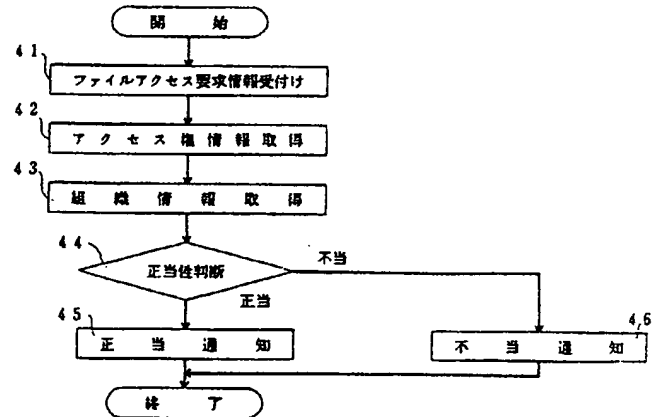 開 始
41
ファイルアクセス要求情報受付け
42
アクセス権情報取得
43
組織情報取得
44
正当性判断
不当
正当
45
正当通知
46
不当通知
終 了